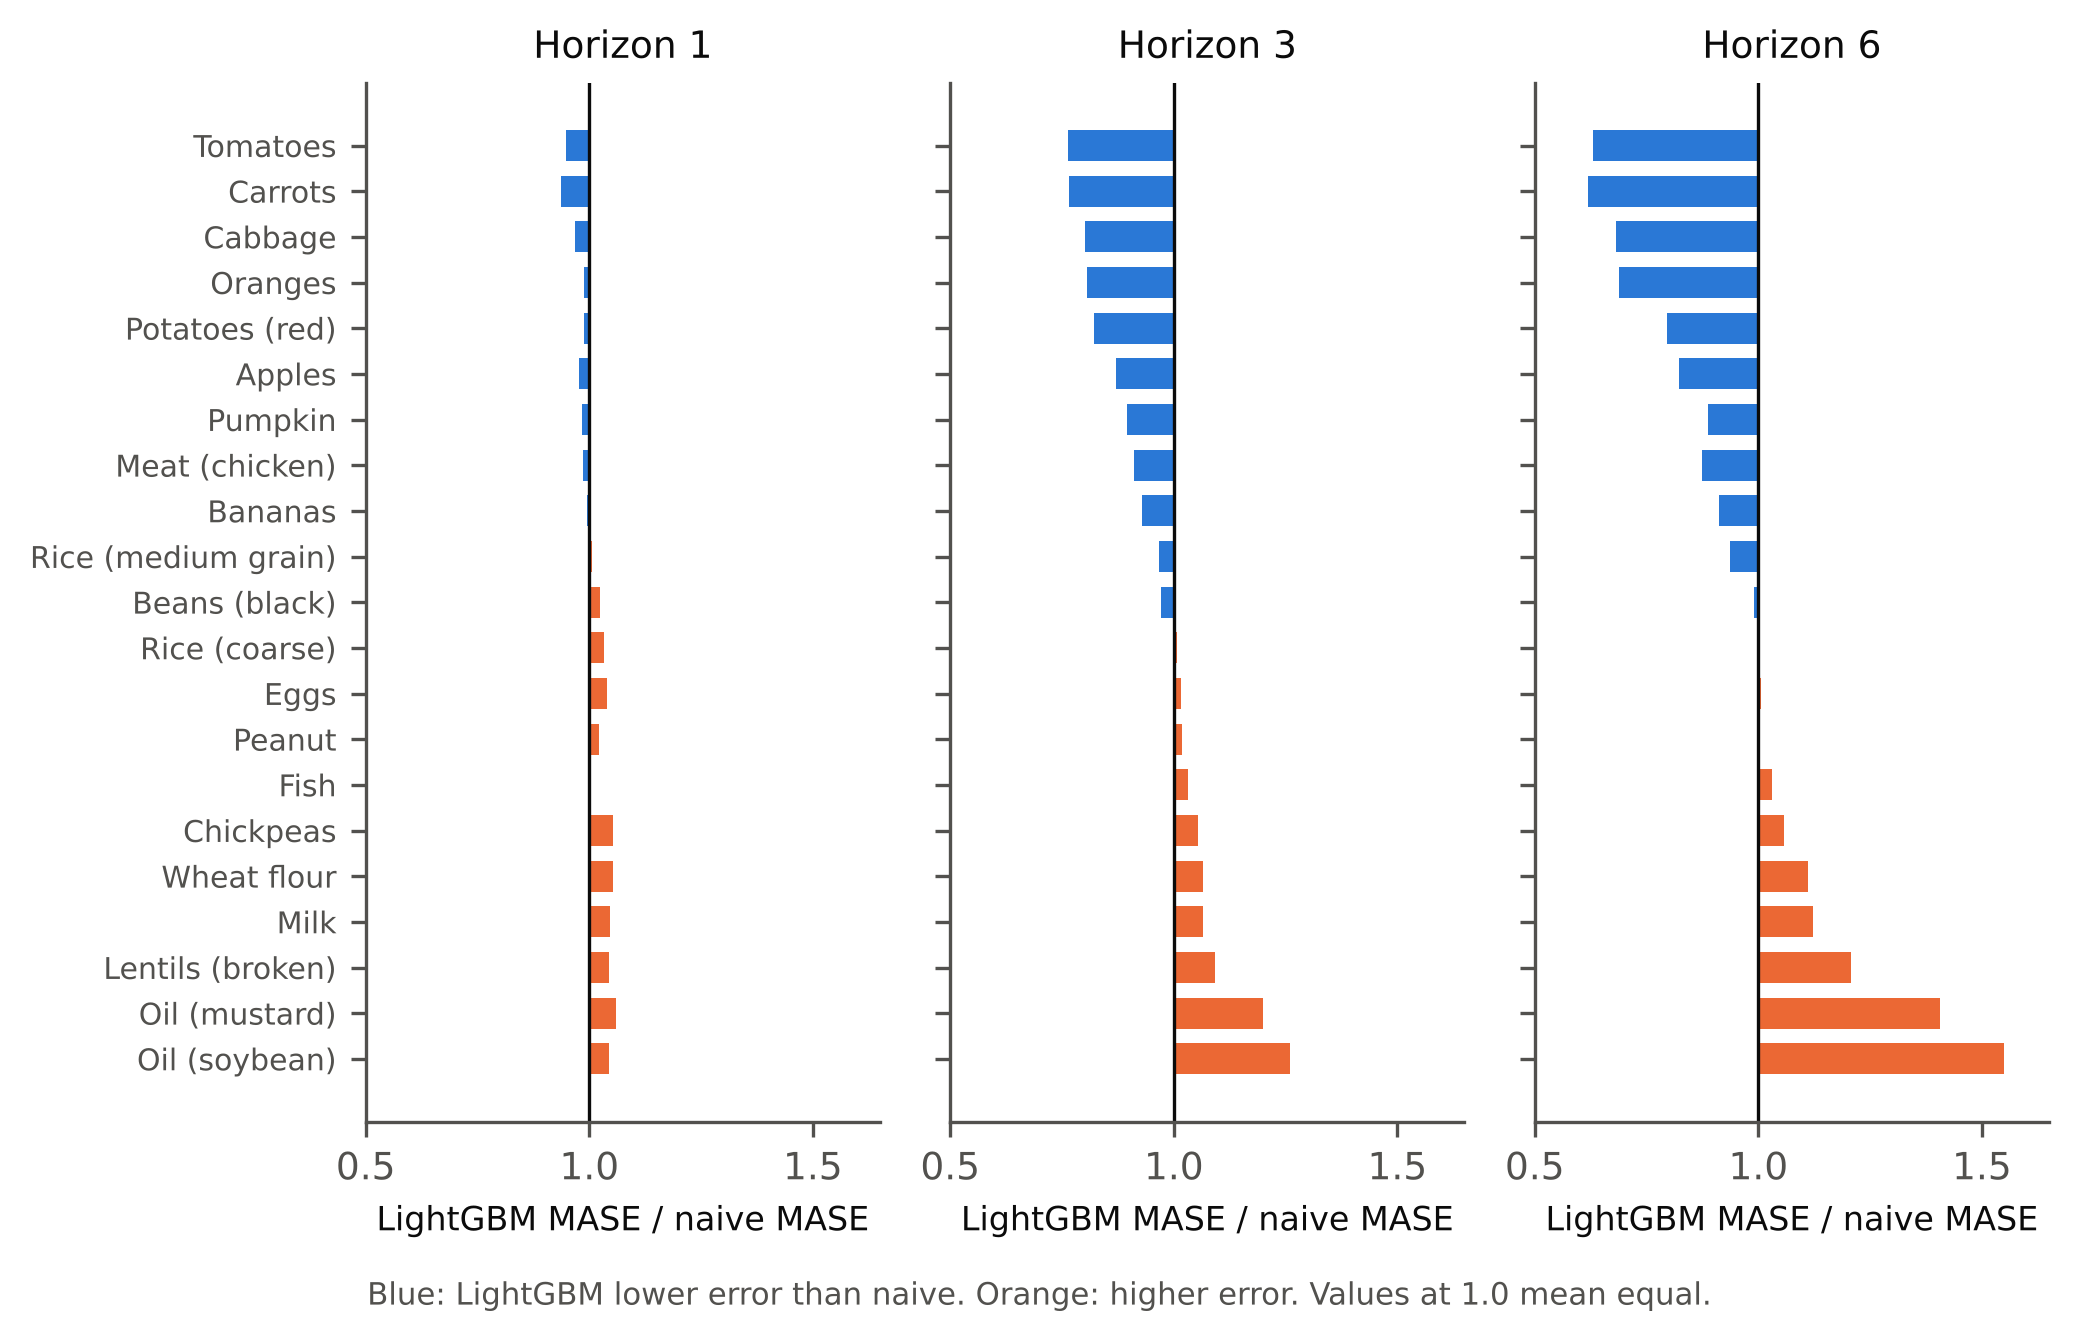 Horizon 1
Horizon 3
Horizon 6
Tomatoes
Carrots
Cabbage
Oranges
Potatoes (red)
Apples
Pumpkin
Meat (chicken)
Bananas
Rice (medium grain)
Beans (black)
Rice (coarse)
Eggs
Peanut
Fish
Chickpeas
Wheat flour
Milk
Lentils (broken)
Oil (mustard)
Oil (soybean)
0.5 1.0 1.5
0.5 1.0 1.5
0.5 1.0 1.5
LightGBM MASE / naive MASE
LightGBM MASE / naive MASE
LightGBM MASE / naive MASE
Blue: LightGBM lower error than naive. Orange: higher error. Values at 1.0 mean equal.